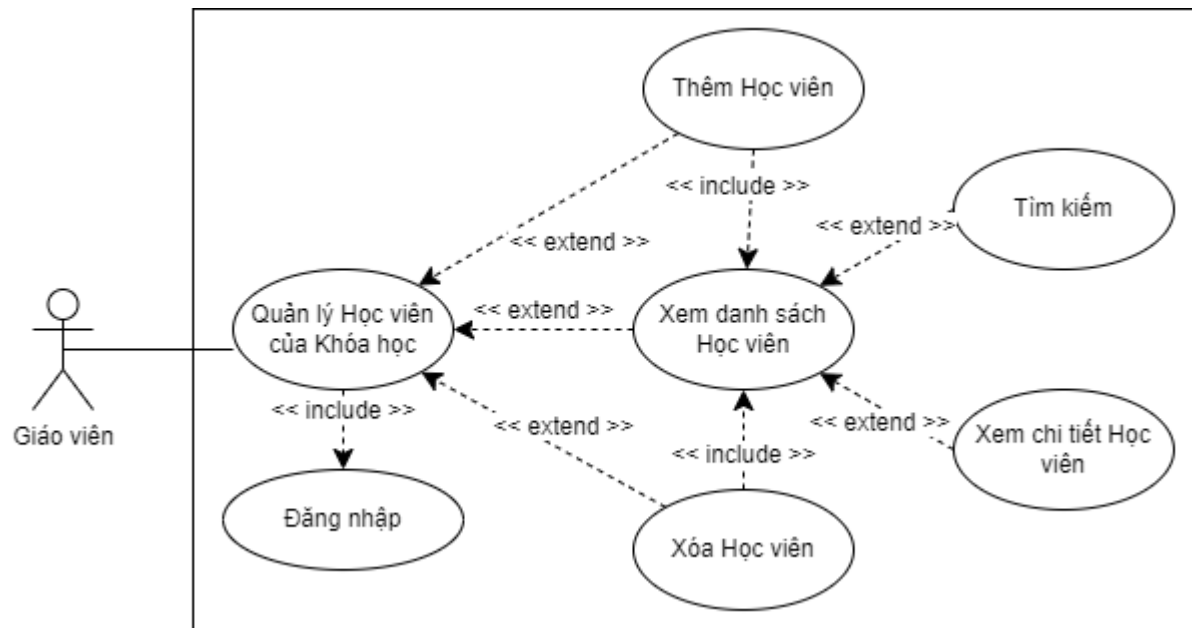 Thêm Học viên
<< include >>
Tìm kiếm
<< extend >>
<< extend >>
Quản lý Học viên
của Khóa học
<< extend >>
Xem danh sách
Học viên
<< include >>
<< extend >>
<< extend >>
Xem chi tiết Học
viên
Giáo viên
<< include >>
Đăng nhập
Xóa Học viên